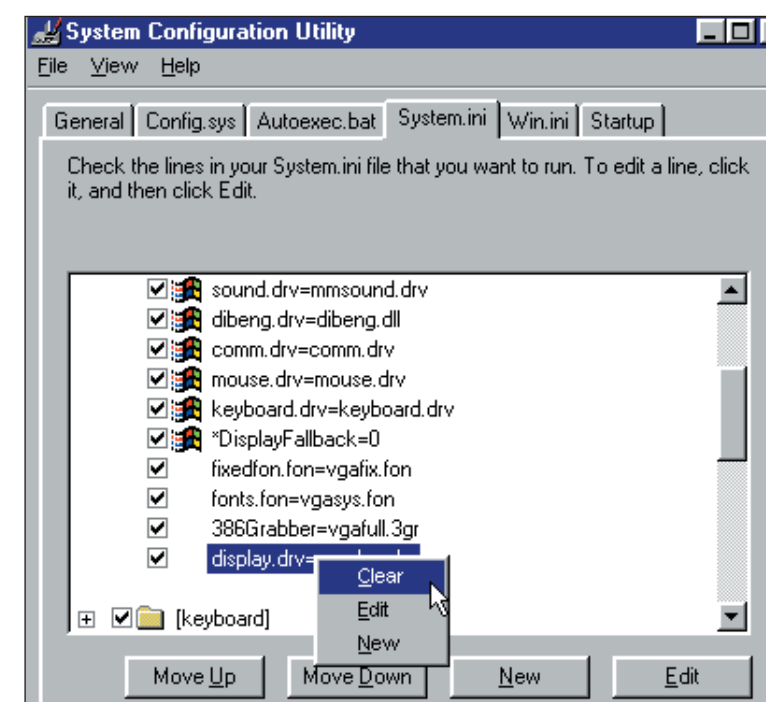 System Configuration Utility
File View Help
General Config.sys Autoexec.bat System.ini Win.ini Startup
Check the lines in your System.ini file that you want to run. To edit a line, click
it, and then click Edit.
sound.drv=mmsound.drv
dibeng.drv=dibeng.dll
comm.drv=comm.drv
mouse.drv=mouse.drv
keyboard.drv=keyboard.drv
*DisplayFallback=0
fixedfon.fon=vgafix.fon
fonts.fon=vgasys.fon
386Grabber=vgafull.3gr
display.drv=
Clear
Edit
New
[keyboard]
Move Up Move Down New Edit